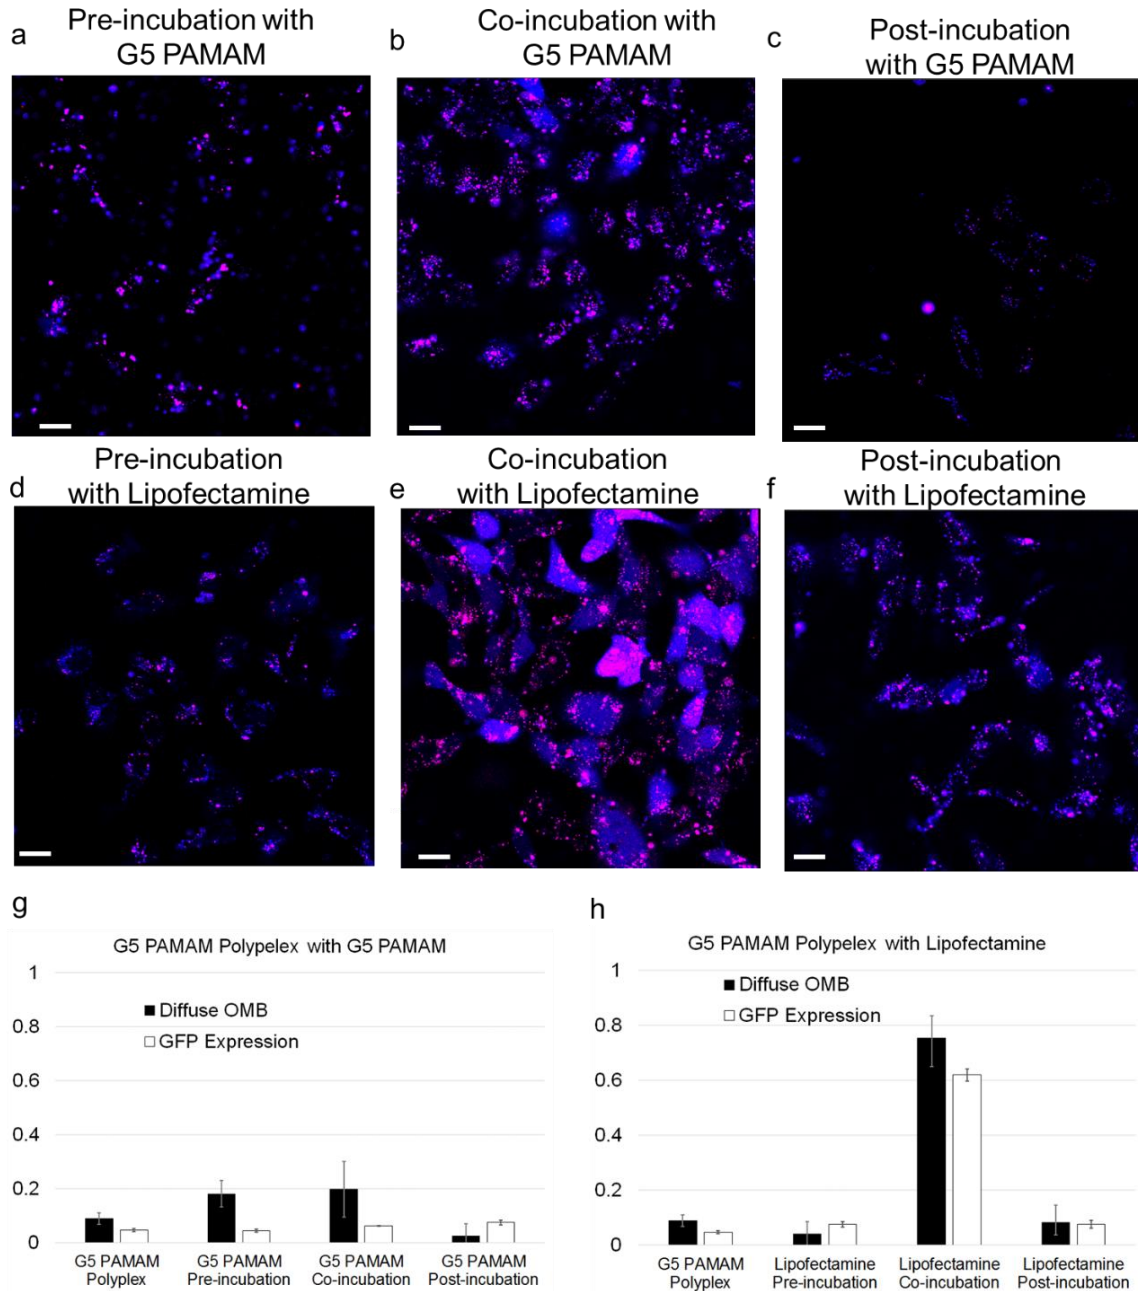 a
Pre-incubation with
G5 PAMAM
b
Co-incubation with
G5 PAMAM
c
Post-incubation
with G5 PAMAM
d
Pre-incubation
with Lipofectamine
e
Co-incubation
with Lipofectamine
f
Post-incubation
with Lipofectamine
g
G5 PAMAM Polypelex with G5 PAMAM
1
0.8
0.6
0.4
0.2
0
Diffuse OMB
GFP Expression
G5 PAMAM
Polyplex
G5 PAMAM
Pre-incubation
G5 PAMAM
Co-incubation
G5 PAMAM
Post-incubation
h
G5 PAMAM Polypelex with Lipofectamine
1
0.8
0.6
0.4
0.2
0
Diffuse OMB
GFP Expression
G5 PAMAM
Polyplex
Lipofectamine
Pre-incubation
Lipofectamine
Co-incubation
Lipofectamine
Post-incubation